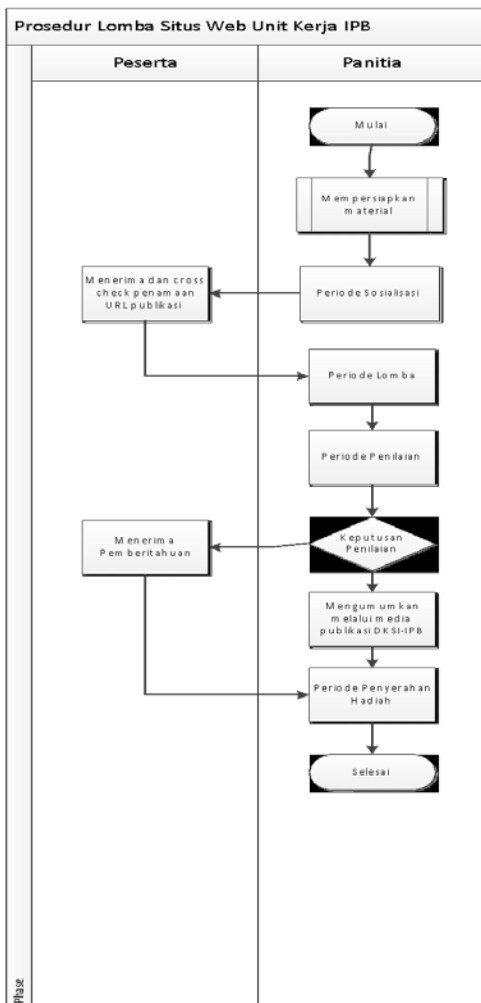 Prosedur Lomba Situs Web Unit Kerja IPB
Peserta
Panitia
Mulai
Mempersiapkan
material
Menerima dan cross
check penamaan
URL publikasi
Periode Sosialisasi
Periode Lomba
Periode Penilaian
Menerima
Pemberitahuan
Keputusan
Penilaian
Mengumumkan
melalui media
publikasi DKSI-IPB
Periode Penyerahan
Hadiah
Selesai
Phase